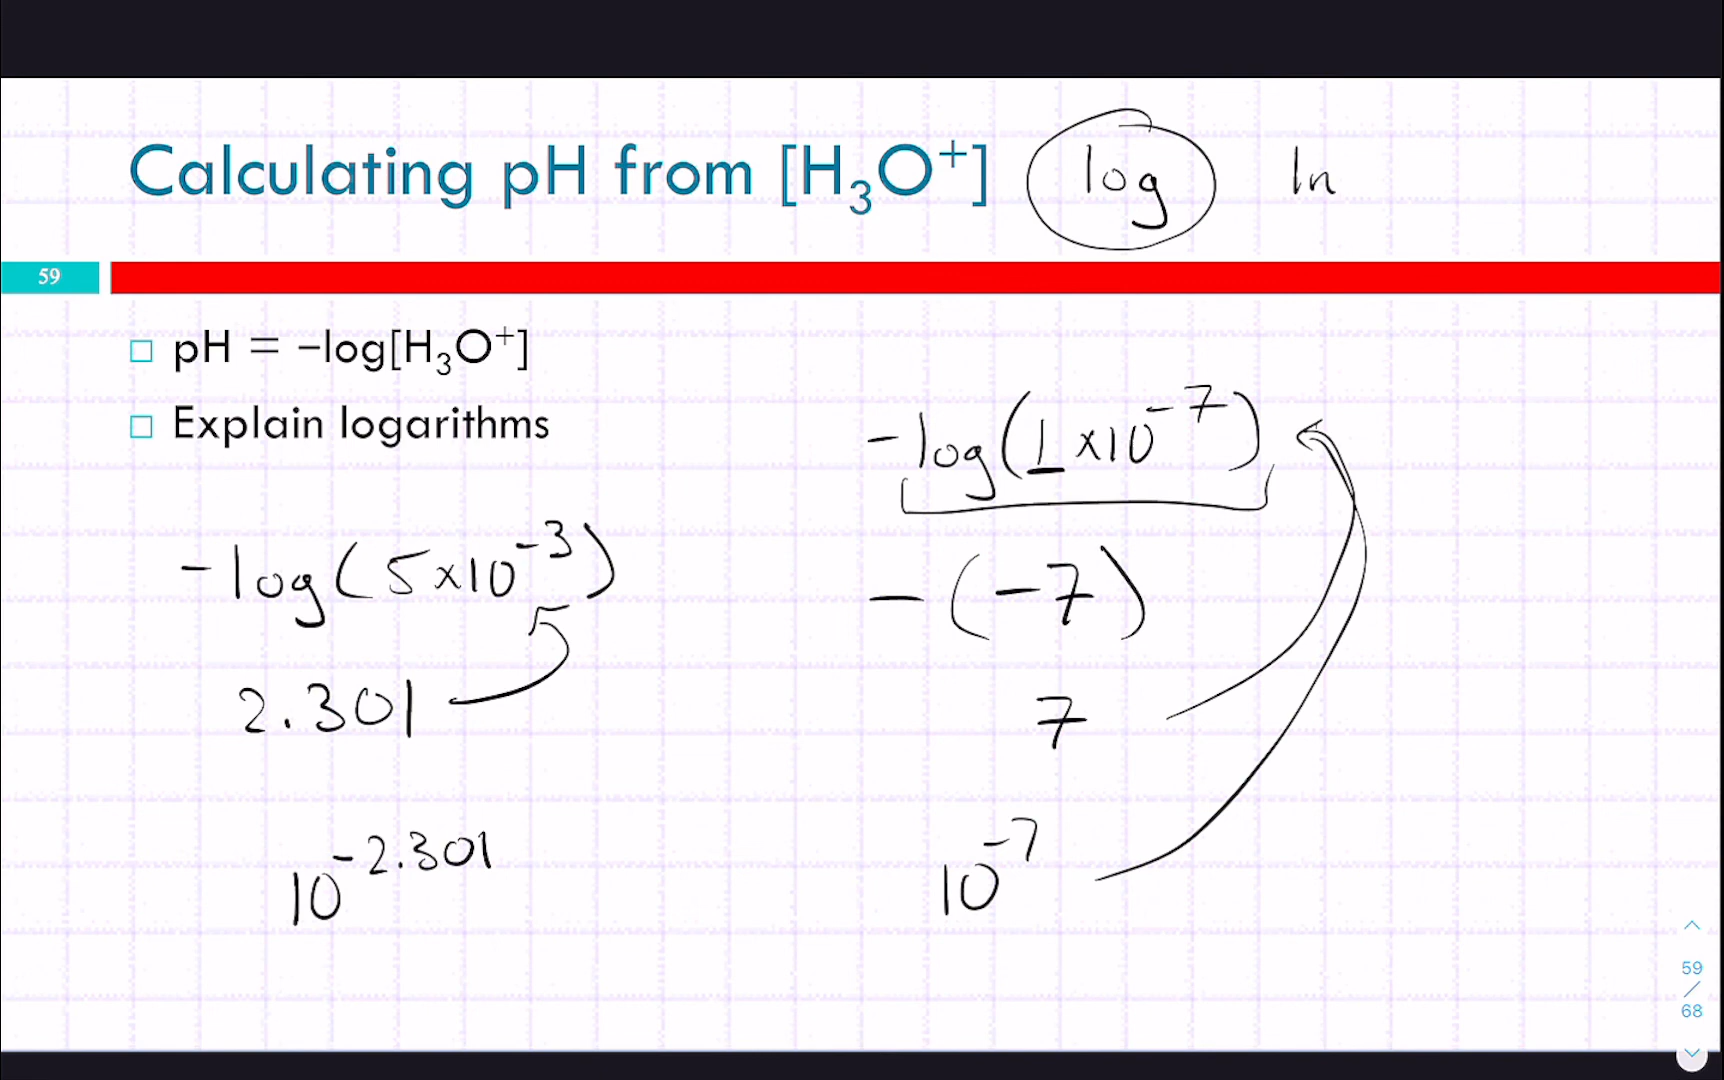 Calculating pH from [H₃O⁺] log ln
59
pH = –log[H₃O⁺]
Explain logarithms
-log(1×10⁻⁷)
-log(5×10⁻³)
-(-7)
2.301
7
10⁻²·³⁰¹
10⁻⁷
59
/
68